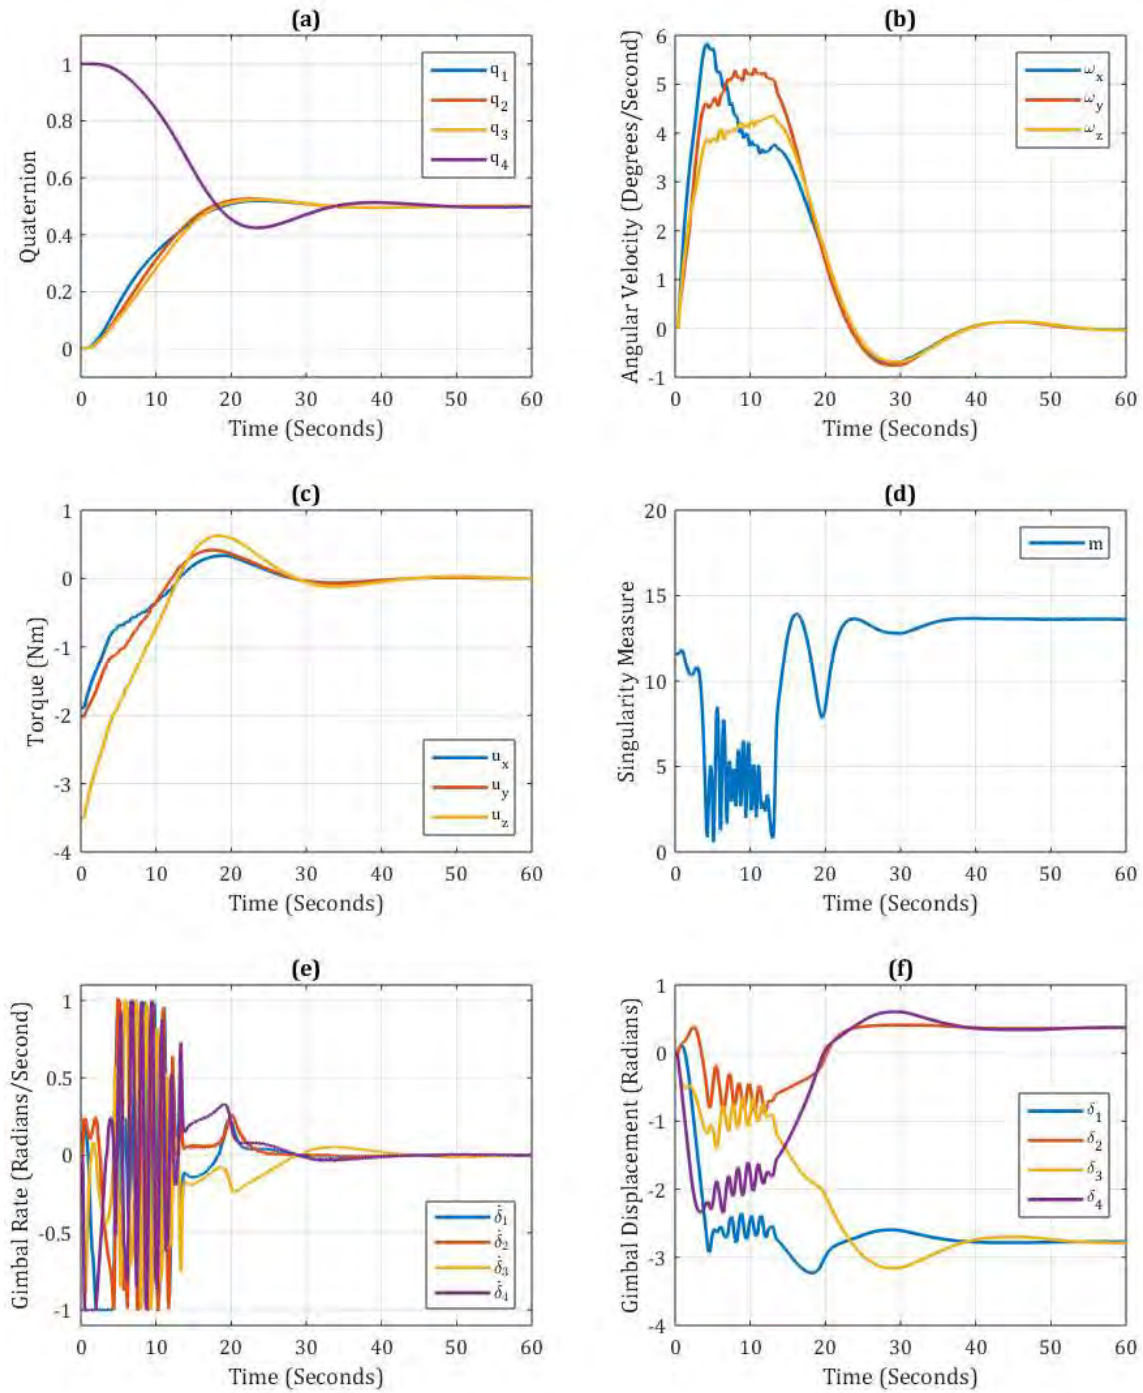 (a)
1
0.8
0.6
0.4
0.2
0
Quaternion
q1
q2
q3
q4
0 10 20 30 40 50 60
Time (Seconds)
(b)
6
5
4
3
2
1
0
-1
Angular Velocity (Degrees/Second)
ωx
ωy
ωz
0 10 20 30 40 50 60
Time (Seconds)
(c)
1
0
-1
-2
-3
-4
Torque (Nm)
ux
uy
uz
0 10 20 30 40 50 60
Time (Seconds)
(d)
20
15
10
5
0
Singularity Measure
m
0 10 20 30 40 50 60
Time (Seconds)
(e)
1
0.5
0
-0.5
-1
Gimbal Rate (Radians/Second)
δ̇1
δ̇2
δ̇3
δ̇4
0 10 20 30 40 50 60
Time (Seconds)
(f)
1
0
-1
-2
-3
-4
Gimbal Displacement (Radians)
δ1
δ2
δ3
δ4
0 10 20 30 40 50 60
Time (Seconds)